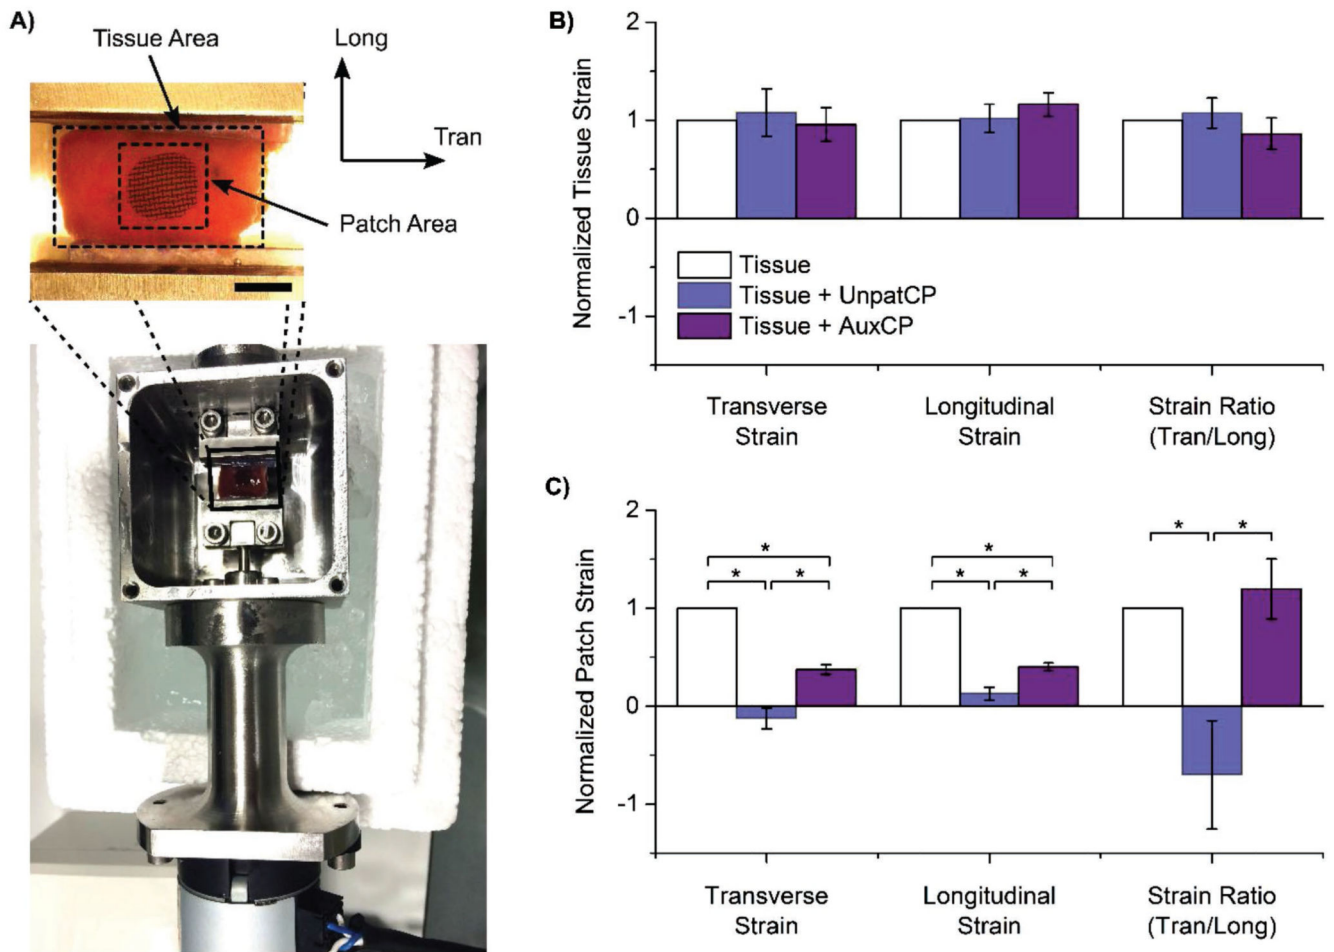 A)
Tissue Area
Long
Tran
Patch Area
B)
Normalized Tissue Strain
2
1
0
-1
Tissue
Tissue + UnpatCP
Tissue + AuxCP
Transverse
Strain
Longitudinal
Strain
Strain Ratio
(Tran/Long)
C)
Normalized Patch Strain
2
1
0
-1
*
*
*
*
*
*
*
*
Transverse
Strain
Longitudinal
Strain
Strain Ratio
(Tran/Long)